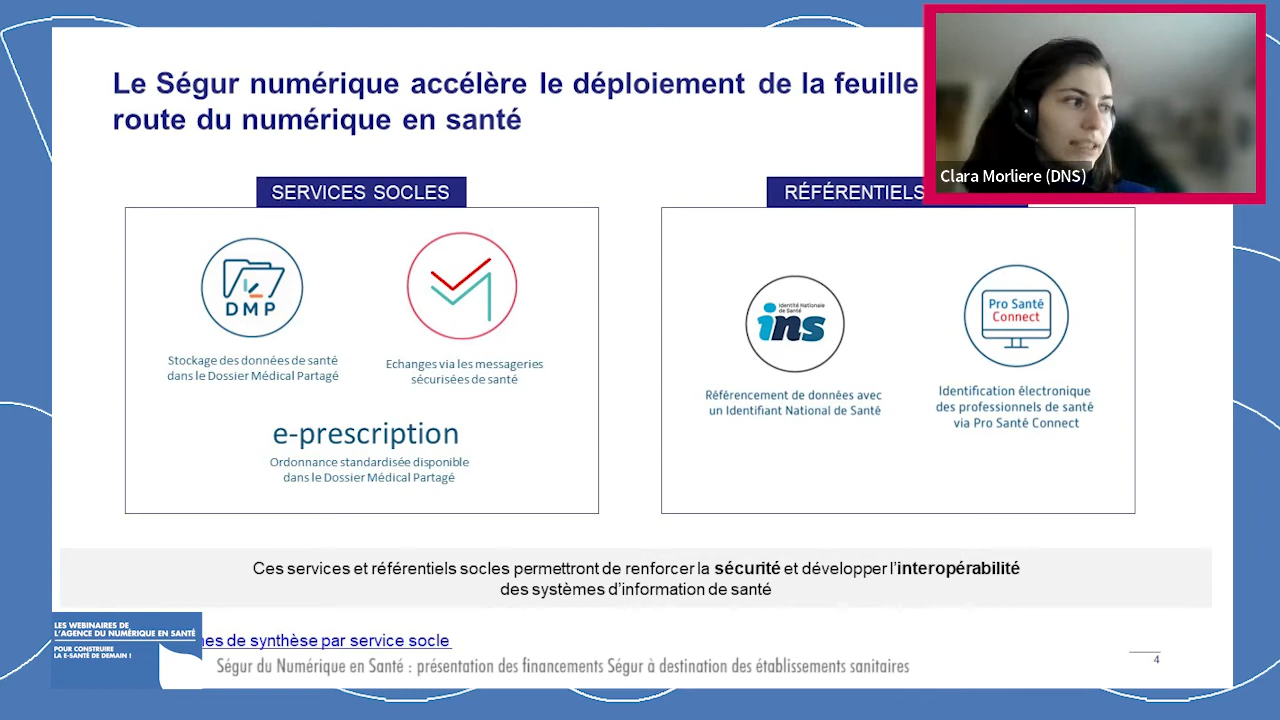 Le Ségur numérique accélère le déploiement de la feuille
route du numérique en santé
Clara Morliere (DNS)
SERVICES SOCLES
RÉFÉRENTIELS
DMP
Stockage des données de santé
dans le Dossier Médical Partagé
Echanges via les messageries
sécurisées de santé
e-prescription
Ordonnance standardisée disponible
dans le Dossier Médical Partagé
Identité Nationale
de Santé
ins
Référencement de données avec
un Identifiant National de Santé
Pro Santé
Connect
Identification électronique
des professionnels de santé
via Pro Santé Connect
Ces services et référentiels socles permettront de renforcer la sécurité et développer l'interopérabilité
des systèmes d'information de santé
LES WEBINAIRES DE
L'AGENCE DU NUMÉRIQUE EN SANTÉ
POUR CONSTRUIRE
LA E-SANTÉ DE DEMAIN !
de synthèse par service socle
Ségur du Numérique en Santé : présentation des financements Ségur à destination des établissements sanitaires
4